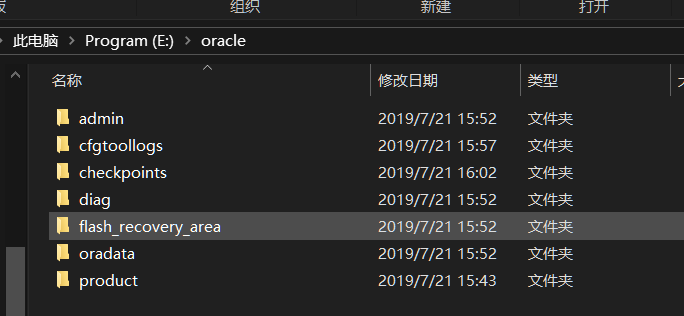 组织 新建 打开
此电脑 Program (E:) oracle
名称 修改日期 类型
admin 2019/7/21 15:52 文件夹
cfgtoollogs 2019/7/21 15:57 文件夹
checkpoints 2019/7/21 16:02 文件夹
diag 2019/7/21 15:52 文件夹
flash_recovery_area 2019/7/21 15:52 文件夹
oradata 2019/7/21 15:52 文件夹
product 2019/7/21 15:43 文件夹